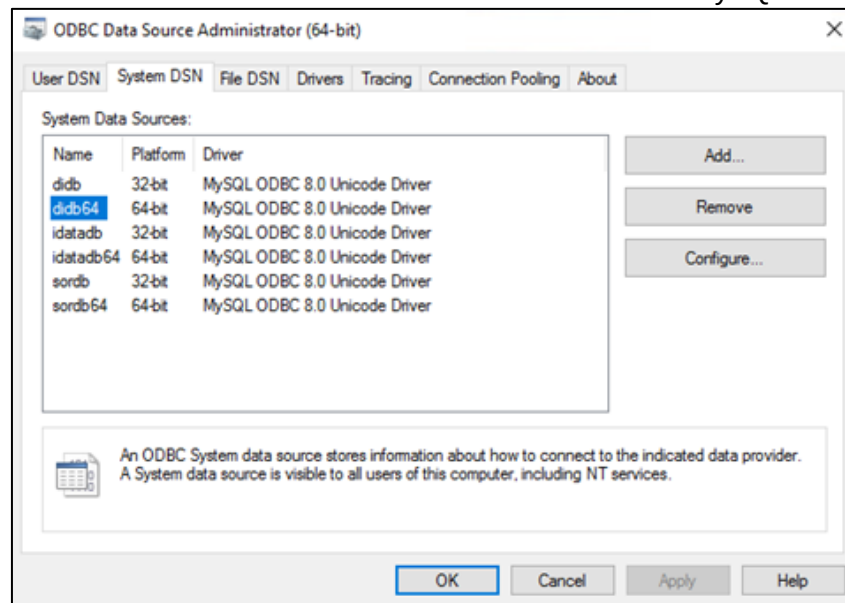 ODBC Data Source Administrator (64-bit)
User DSN System DSN File DSN Drivers Tracing Connection Pooling About
System Data Sources:
Name Platform Driver
didb 32-bit MySQL ODBC 8.0 Unicode Driver
didb64 64-bit MySQL ODBC 8.0 Unicode Driver
idatadb 32-bit MySQL ODBC 8.0 Unicode Driver
idatadb64 64-bit MySQL ODBC 8.0 Unicode Driver
sordb 32-bit MySQL ODBC 8.0 Unicode Driver
sordb64 64-bit MySQL ODBC 8.0 Unicode Driver
Add...
Remove
Configure...
An ODBC System data source stores information about how to connect to the indicated data provider.
A System data source is visible to all users of this computer, including NT services.
OK Cancel Apply Help